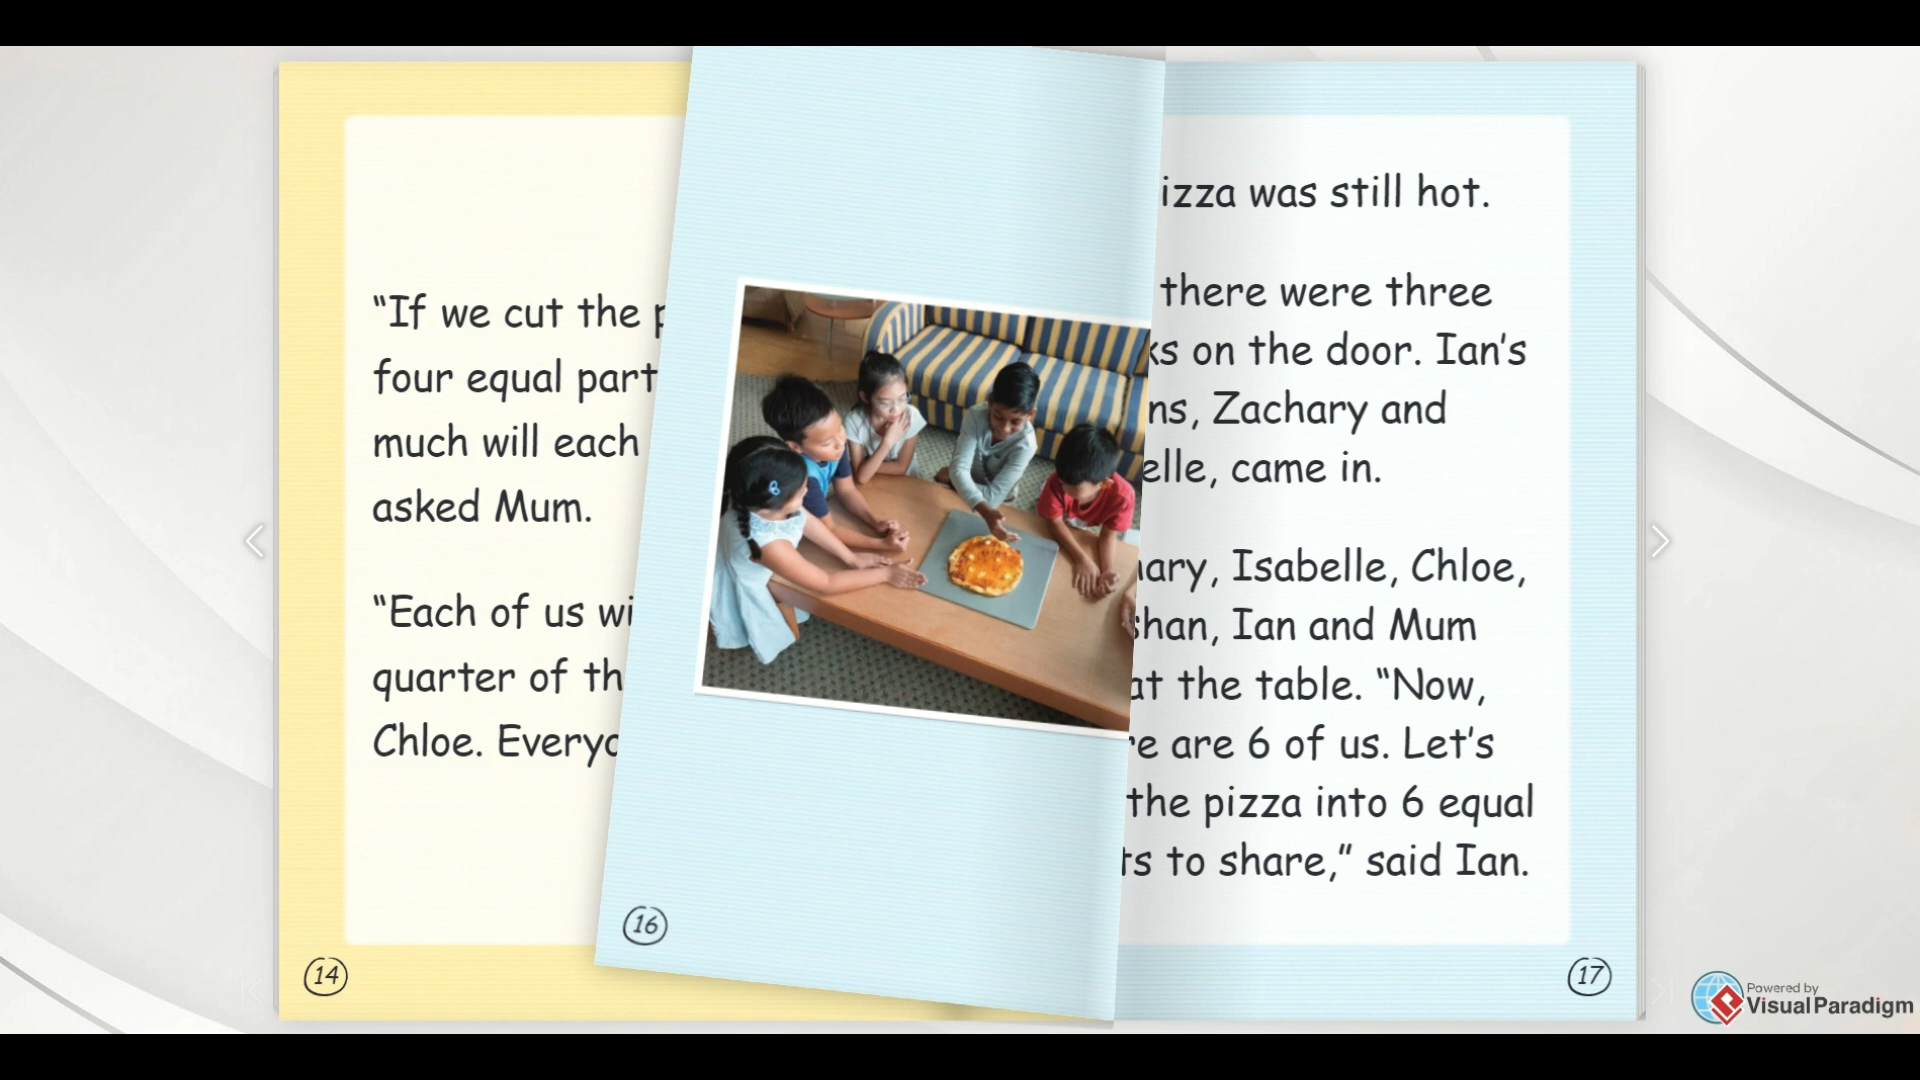 “If we cut the
four equal part
much will each
asked Mum.
“Each of us wi
quarter of th
Chloe. Everyo
14
16
izza was still hot.
there were three
ks on the door. Ian’s
ns, Zachary and
elle, came in.
ary, Isabelle, Chloe,
shan, Ian and Mum
at the table. “Now,
re are 6 of us. Let’s
the pizza into 6 equal
ts to share,” said Ian.
17
Powered by
Visual Paradigm